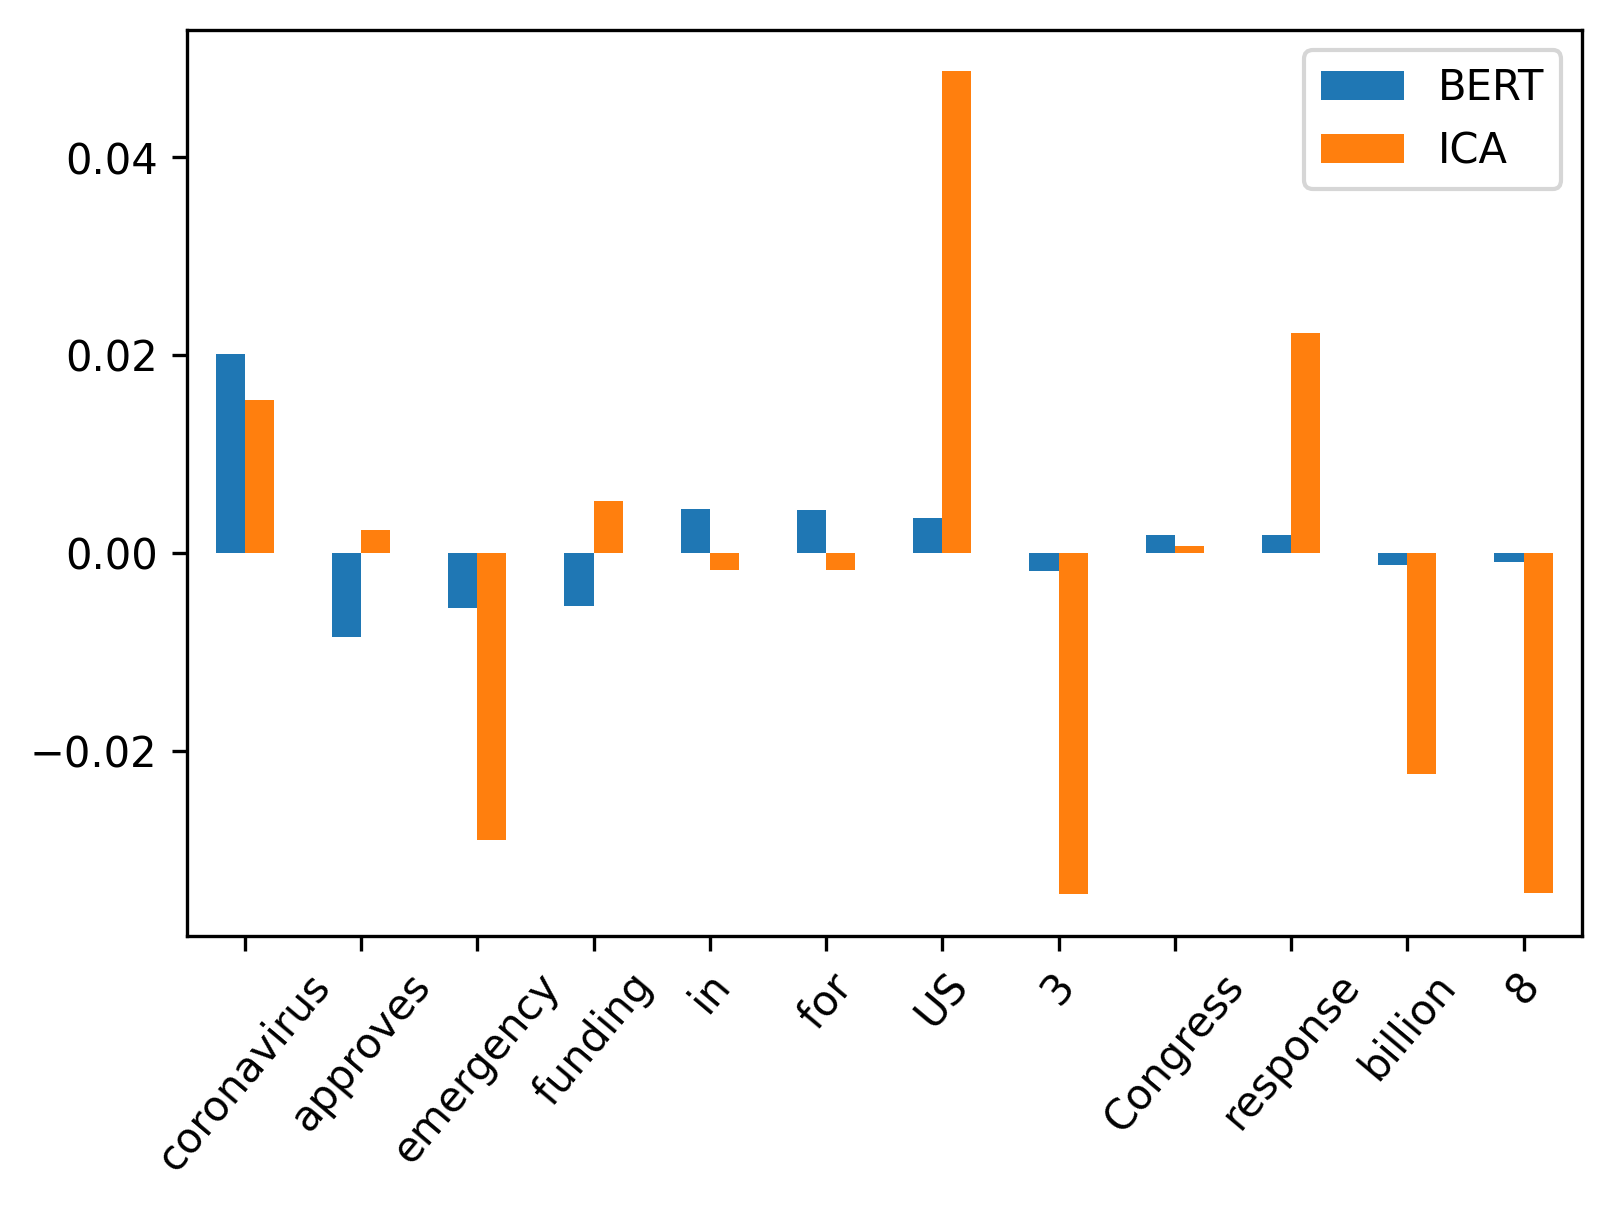 BERT
ICA
0.04
0.02
0.00
−0.02
coronavirus
approves
emergency
funding
in
for
US
3
Congress
response
billion
8